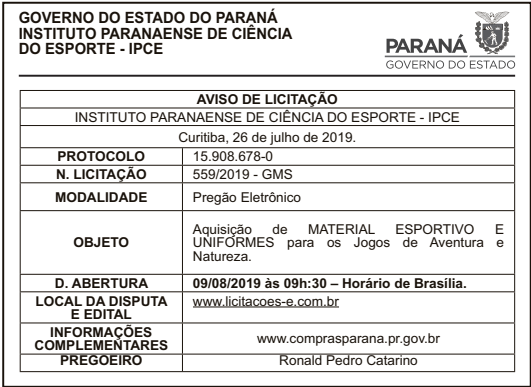 GOVERNO DO ESTADO DO PARANÁ
INSTITUTO PARANAENSE DE CIÊNCIA
DO ESPORTE - IPCE
PARANÁ
GOVERNO DO ESTADO
AVISO DE LICITAÇÃO
INSTITUTO PARANAENSE DE CIÊNCIA DO ESPORTE - IPCE
Curitiba, 26 de julho de 2019.
PROTOCOLO 15.908.678-0
N. LICITAÇÃO 559/2019 - GMS
MODALIDADE Pregão Eletrônico
OBJETO Aquisição de MATERIAL ESPORTIVO E
UNIFORMES para os Jogos de Aventura e
Natureza.
D. ABERTURA 09/08/2019 às 09h:30 – Horário de Brasília.
LOCAL DA DISPUTA
E EDITAL www.licitacoes-e.com.br
INFORMAÇÕES
COMPLEMENTARES www.comprasparana.pr.gov.br
PREGOEIRO Ronald Pedro Catarino